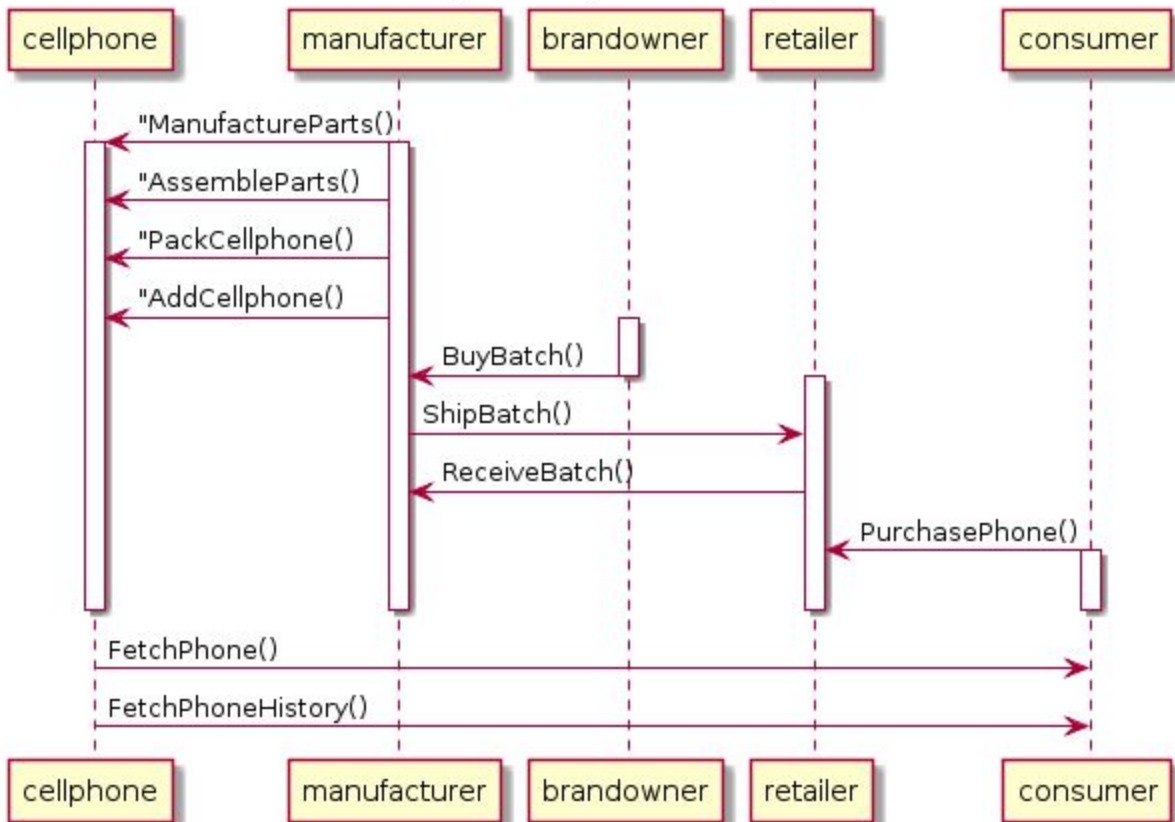 cellphone manufacturer brandowner retailer consumer
"ManufactureParts()
"AssembleParts()
"PackCellphone()
"AddCellphone()
BuyBatch()
ShipBatch()
ReceiveBatch()
PurchasePhone()
FetchPhone()
FetchPhoneHistory()
cellphone manufacturer brandowner retailer consumer